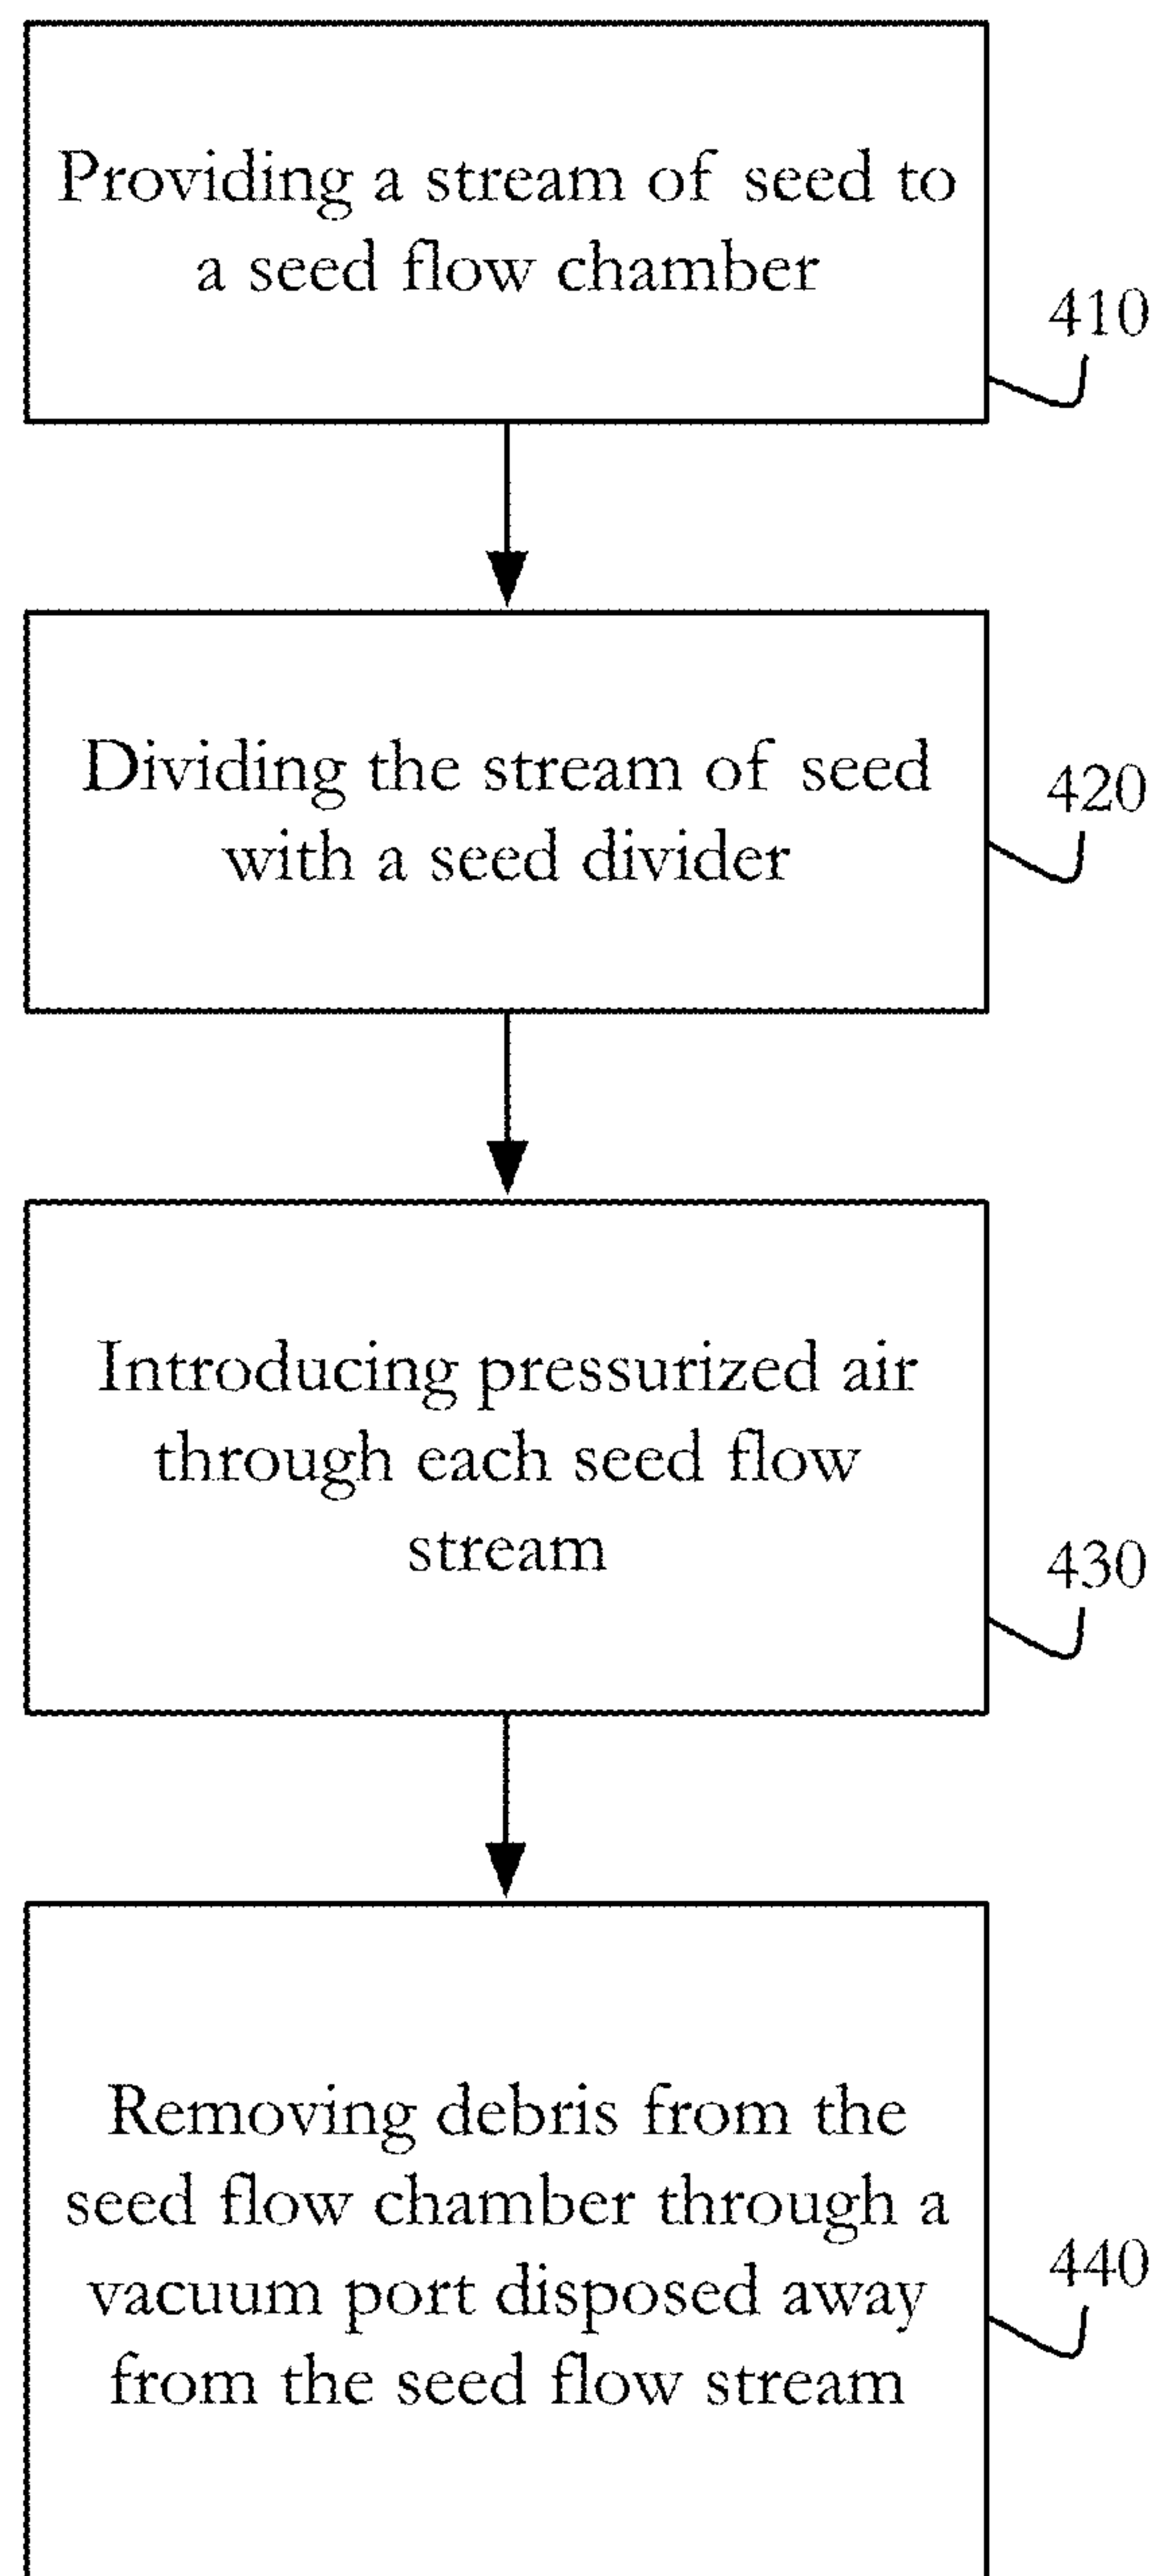 Providing a stream of seed to
a seed flow chamber
410
Dividing the stream of seed
with a seed divider
420
Introducing pressurized air
through each seed flow
stream
430
Removing debris from the
seed flow chamber through a
vacuum port disposed away
from the seed flow stream
440